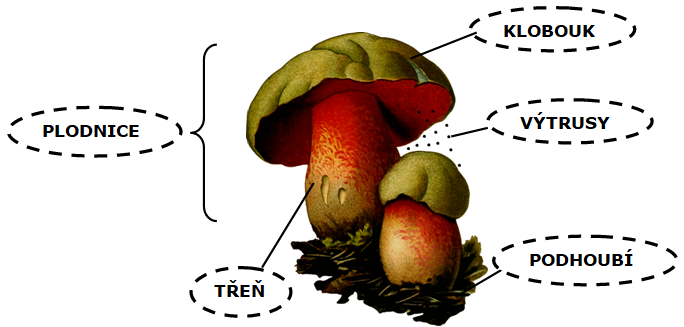 KLOBOUK
VÝTRUSY
PLODNICE
PODHOUBÍ
TŘEŇ